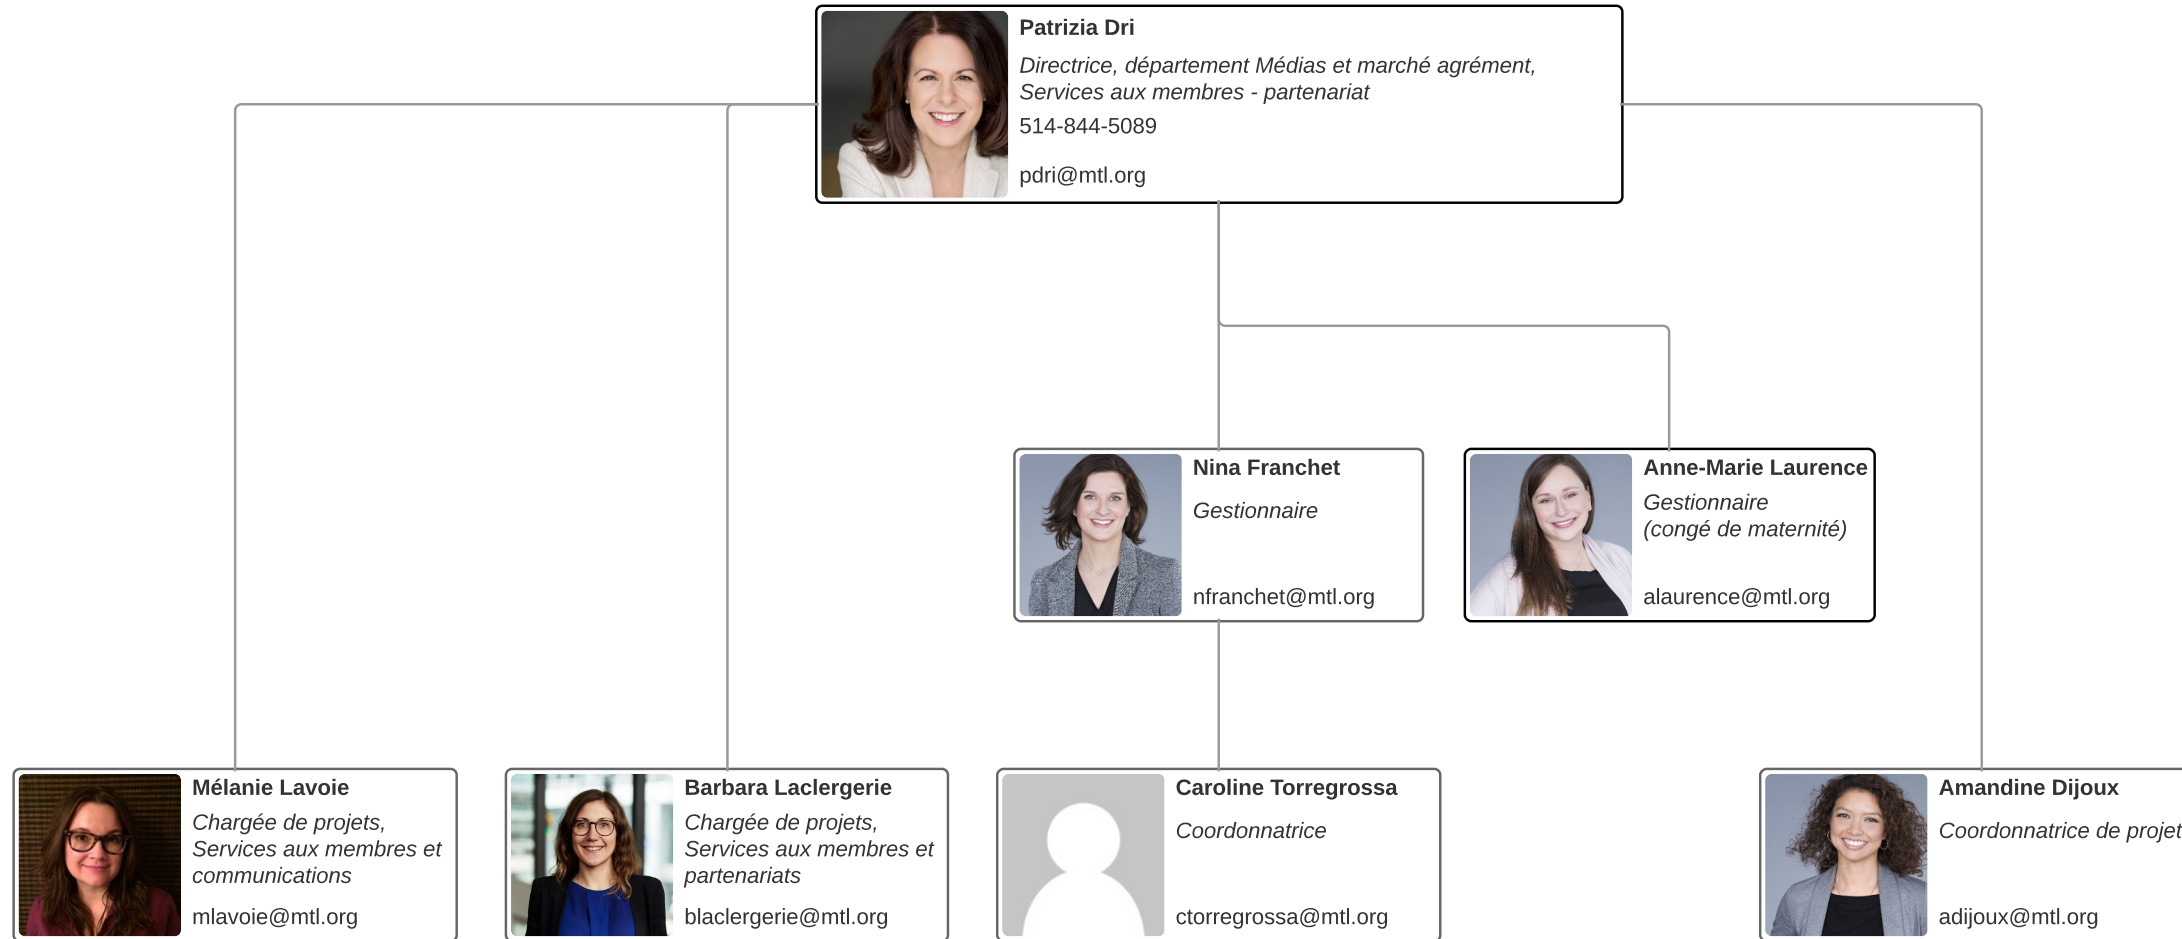 Patrizia Dri
Directrice, département Médias et marché agrément,
Services aux membres - partenariat
514-844-5089
pdri@mtl.org
Nina Franchet
Gestionnaire
nfranchet@mtl.org
Anne-Marie Laurence
Gestionnaire
(congé de maternité)
alaurence@mtl.org
Mélanie Lavoie
Chargée de projets,
Services aux membres et
communications
mlavoie@mtl.org
Barbara Laclergerie
Chargée de projets,
Services aux membres et
partenariats
blaclergerie@mtl.org
Caroline Torregrossa
Coordonnatrice
ctorregrossa@mtl.org
Amandine Dijoux
Coordonnatrice de projet
adijoux@mtl.org